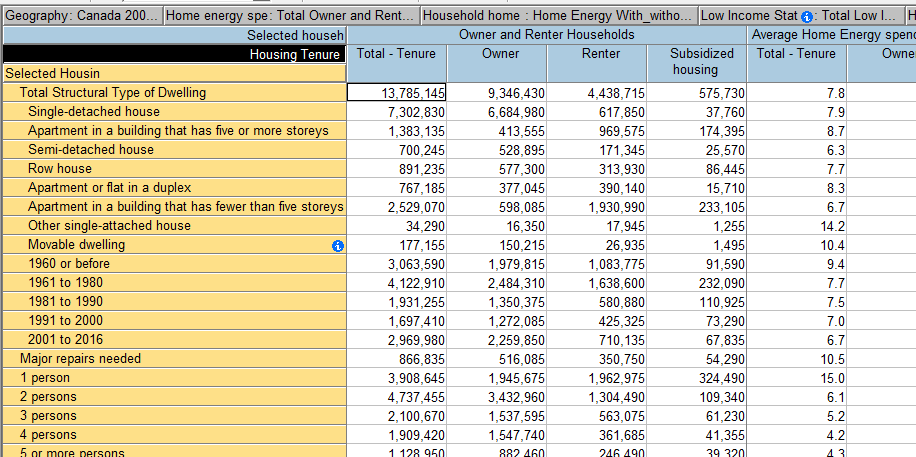 Geography: Canada 200... Home energy spe: Total Owner and Rent... Household home : Home Energy With_witho... Low Income Stat : Total Low I... H
Selected househ Owner and Renter Households Average Home Energy spend
Housing Tenure Total - Tenure Owner Renter Subsidized housing Total - Tenure Owne
Selected Housin
Total Structural Type of Dwelling 13,785,145 9,346,430 4,438,715 575,730 7.8
Single-detached house 7,302,830 6,684,980 617,850 37,760 7.9
Apartment in a building that has five or more storeys 1,383,135 413,555 969,575 174,395 8.7
Semi-detached house 700,245 528,895 171,345 25,570 6.3
Row house 891,235 577,300 313,930 86,445 7.7
Apartment or flat in a duplex 767,185 377,045 390,140 15,710 8.3
Apartment in a building that has fewer than five storeys 2,529,070 598,085 1,930,990 233,105 6.7
Other single-attached house 34,290 16,350 17,945 1,255 14.2
Movable dwelling 177,155 150,215 26,935 1,495 10.4
1960 or before 3,063,590 1,979,815 1,083,775 91,590 9.4
1961 to 1980 4,122,910 2,484,310 1,638,600 232,090 7.7
1981 to 1990 1,931,255 1,350,375 580,880 110,925 7.5
1991 to 2000 1,697,410 1,272,085 425,325 73,290 7.0
2001 to 2016 2,969,980 2,259,850 710,135 67,835 6.7
Major repairs needed 866,835 516,085 350,750 54,290 10.5
1 person 3,908,645 1,945,675 1,962,975 324,490 15.0
2 persons 4,737,455 3,432,960 1,304,490 109,340 6.1
3 persons 2,100,670 1,537,595 563,075 61,230 5.2
4 persons 1,909,420 1,547,740 361,685 41,355 4.2
5 or more persons 1,128,950 882,460 246,490 39,320 4.3